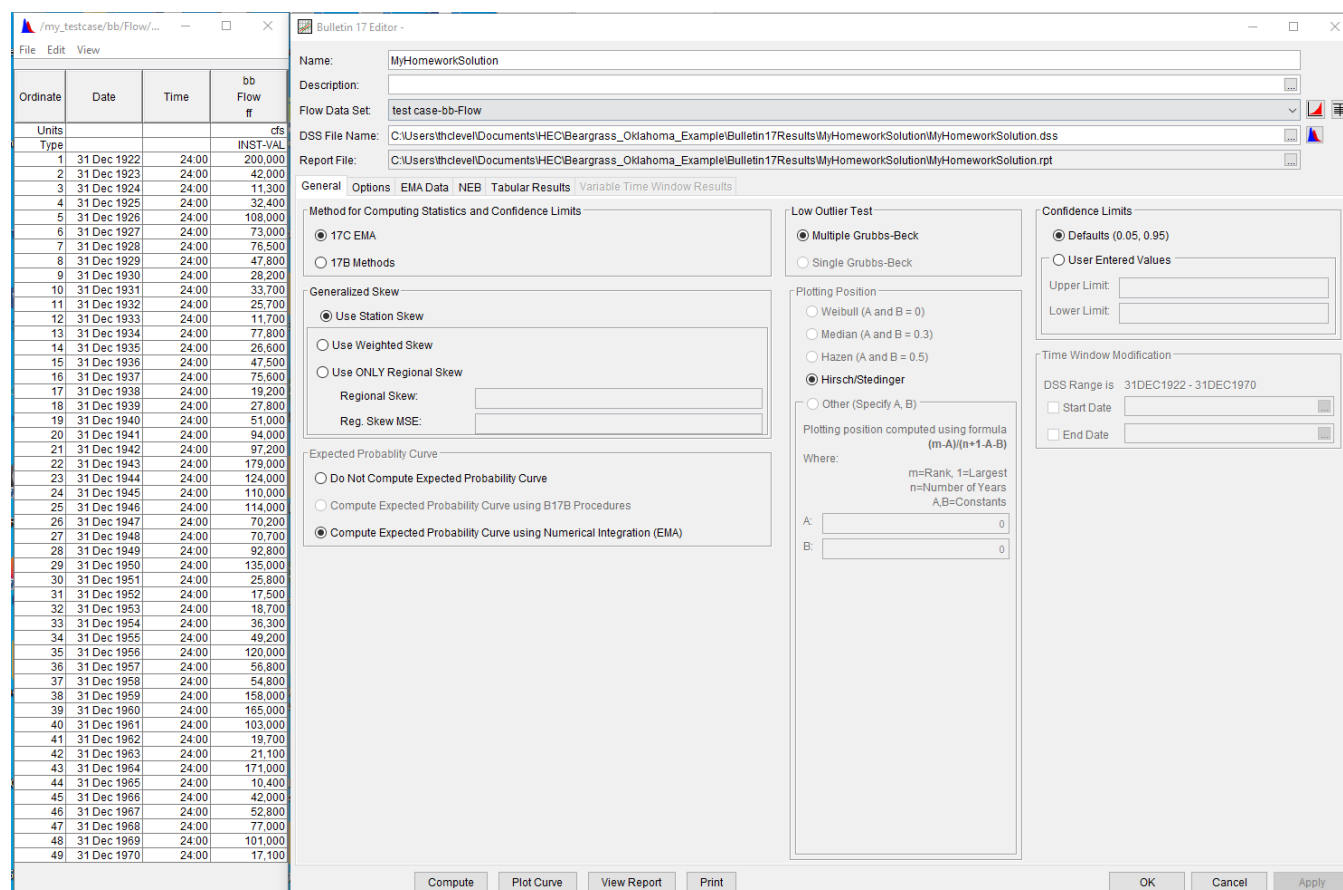 /my_testcase/bb/Flow/...
File Edit View
Ordinate Date Time bb Flow ff
Units cfs
Type INST-VAL
1 31 Dec 1922 24:00 200,000
2 31 Dec 1923 24:00 42,000
3 31 Dec 1924 24:00 11,300
4 31 Dec 1925 24:00 32,400
5 31 Dec 1926 24:00 108,000
6 31 Dec 1927 24:00 73,000
7 31 Dec 1928 24:00 76,500
8 31 Dec 1929 24:00 47,800
9 31 Dec 1930 24:00 28,200
10 31 Dec 1931 24:00 33,700
11 31 Dec 1932 24:00 25,700
12 31 Dec 1933 24:00 11,700
13 31 Dec 1934 24:00 77,800
14 31 Dec 1935 24:00 26,600
15 31 Dec 1936 24:00 47,500
16 31 Dec 1937 24:00 75,600
17 31 Dec 1938 24:00 19,200
18 31 Dec 1939 24:00 27,800
19 31 Dec 1940 24:00 51,000
20 31 Dec 1941 24:00 94,000
21 31 Dec 1942 24:00 97,200
22 31 Dec 1943 24:00 179,000
23 31 Dec 1944 24:00 124,000
24 31 Dec 1945 24:00 110,000
25 31 Dec 1946 24:00 114,000
26 31 Dec 1947 24:00 70,200
27 31 Dec 1948 24:00 70,700
28 31 Dec 1949 24:00 92,800
29 31 Dec 1950 24:00 135,000
30 31 Dec 1951 24:00 25,800
31 31 Dec 1952 24:00 17,500
32 31 Dec 1953 24:00 18,700
33 31 Dec 1954 24:00 36,300
34 31 Dec 1955 24:00 49,200
35 31 Dec 1956 24:00 120,000
36 31 Dec 1957 24:00 56,800
37 31 Dec 1958 24:00 54,800
38 31 Dec 1959 24:00 158,000
39 31 Dec 1960 24:00 165,000
40 31 Dec 1961 24:00 103,000
41 31 Dec 1962 24:00 19,700
42 31 Dec 1963 24:00 21,100
43 31 Dec 1964 24:00 171,000
44 31 Dec 1965 24:00 10,400
45 31 Dec 1966 24:00 42,000
46 31 Dec 1967 24:00 52,800
47 31 Dec 1968 24:00 77,000
48 31 Dec 1969 24:00 101,000
49 31 Dec 1970 24:00 17,100
Bulletin 17 Editor -
Name: MyHomeworkSolution
Description: ...
Flow Data Set: test case-bb-Flow
DSS File Name: C:\Users\thclevel\Documents\HEC\Beargrass_Oklahoma_Example\Bulletin17Results\MyHomeworkSolution\MyHomeworkSolution.dss ...
Report File: C:\Users\thclevel\Documents\HEC\Beargrass_Oklahoma_Example\Bulletin17Results\MyHomeworkSolution\MyHomeworkSolution.rpt ...
General Options EMA Data NEB Tabular Results Variable Time Window Results
Method for Computing Statistics and Confidence Limits
17C EMA
17B Methods
Generalized Skew
Use Station Skew
Use Weighted Skew
Use ONLY Regional Skew
Regional Skew:
Reg. Skew MSE:
Expected Probablity Curve
Do Not Compute Expected Probability Curve
Compute Expected Probability Curve using B17B Procedures
Compute Expected Probability Curve using Numerical Integration (EMA)
Low Outlier Test
Multiple Grubbs-Beck
Single Grubbs-Beck
Plotting Position
Weibull (A and B = 0)
Median (A and B = 0.3)
Hazen (A and B = 0.5)
Hirsch/Stedinger
Other (Specify A, B)
Plotting position computed using formula
(m-A)/(n+1-A-B)
Where:
m=Rank, 1=Largest
n=Number of Years
A,B=Constants
A: 0
B: 0
Confidence Limits
Defaults (0.05, 0.95)
User Entered Values
Upper Limit:
Lower Limit:
Time Window Modification
DSS Range is 31DEC1922 - 31DEC1970
Start Date ...
End Date ...
Compute Plot Curve View Report Print OK Cancel Apply